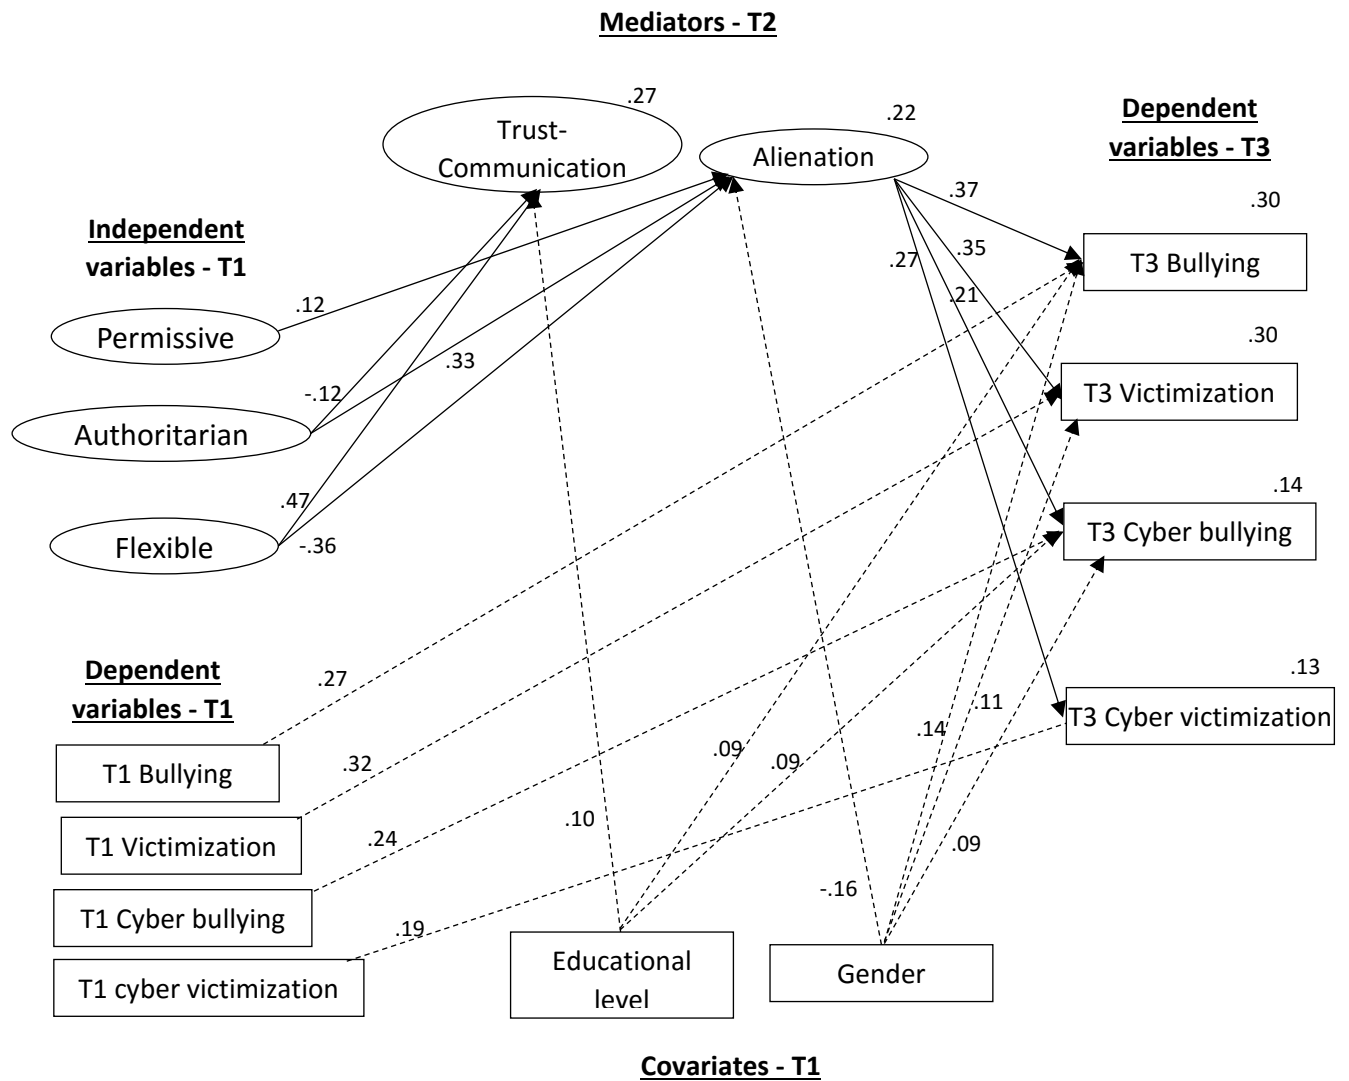 Mediators - T2
.27
Trust-
Communication
.22
Alienation
Dependent
variables - T3
Independent
variables - T1
.37
.30
.35
.27
T3 Bullying
.21
.12
Permissive
.30
.33
-.12
T3 Victimization
Authoritarian
.47
.14
-.36
Flexible
T3 Cyber bullying
Dependent
variables - T1
.27
.13
.11
T3 Cyber victimization
.14
.09
.09
T1 Bullying
.32
.10
.24
T1 Victimization
.09
-.16
T1 Cyber bullying
.19
Educational
level
Gender
T1 cyber victimization
Covariates - T1